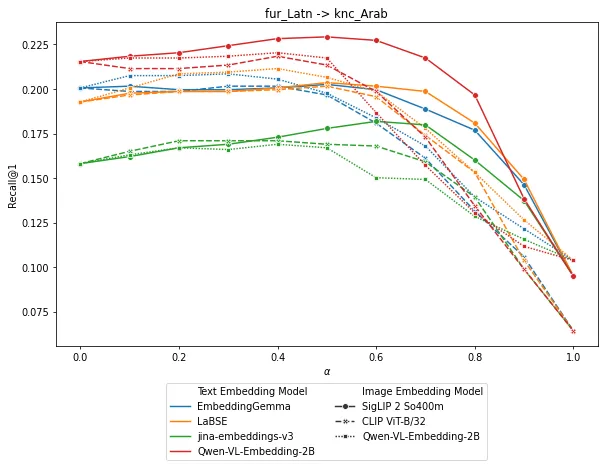 fur_Latn -> knc_Arab
Recall@1
0.225
0.200
0.175
0.150
0.125
0.100
0.075
0.0 0.2 0.4 0.6 0.8 1.0
α
Text Embedding Model
EmbeddingGemma
LaBSE
jina-embeddings-v3
Qwen-VL-Embedding-2B
Image Embedding Model
SigLIP 2 So400m
CLIP ViT-B/32
Qwen-VL-Embedding-2B